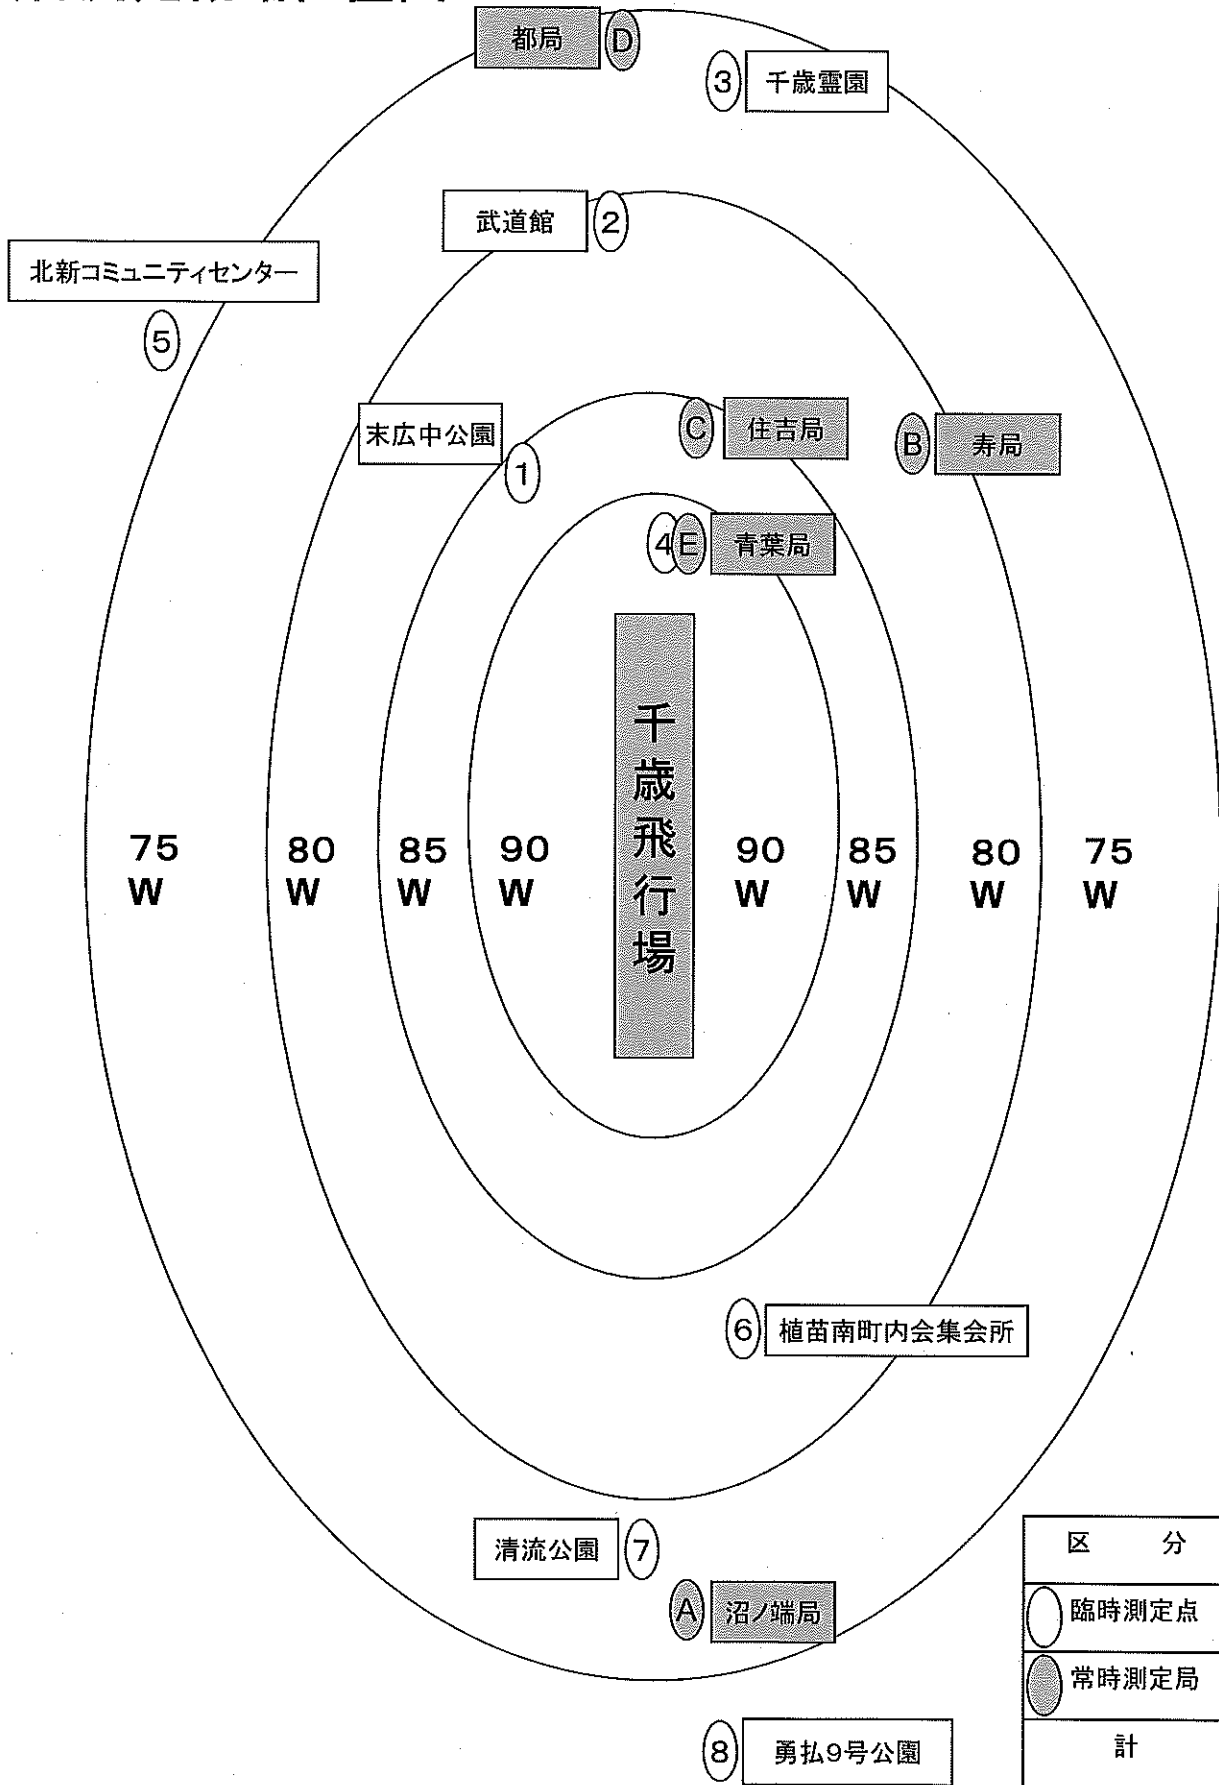 都局 D
③ 千歳霊園
武道館 ②
北新コミュニティセンター
⑤
末広中公園
①
C 住吉局
B 寿局
④ E 青葉局
千歳飛行場
75 W
80 W
85 W
90 W
90 W
85 W
80 W
75 W
⑥ 植苗南町内会集会所
清流公園 ⑦
A 沼ノ端局
⑧ 勇払9号公園
区 分
臨時測定点
常時測定局
計